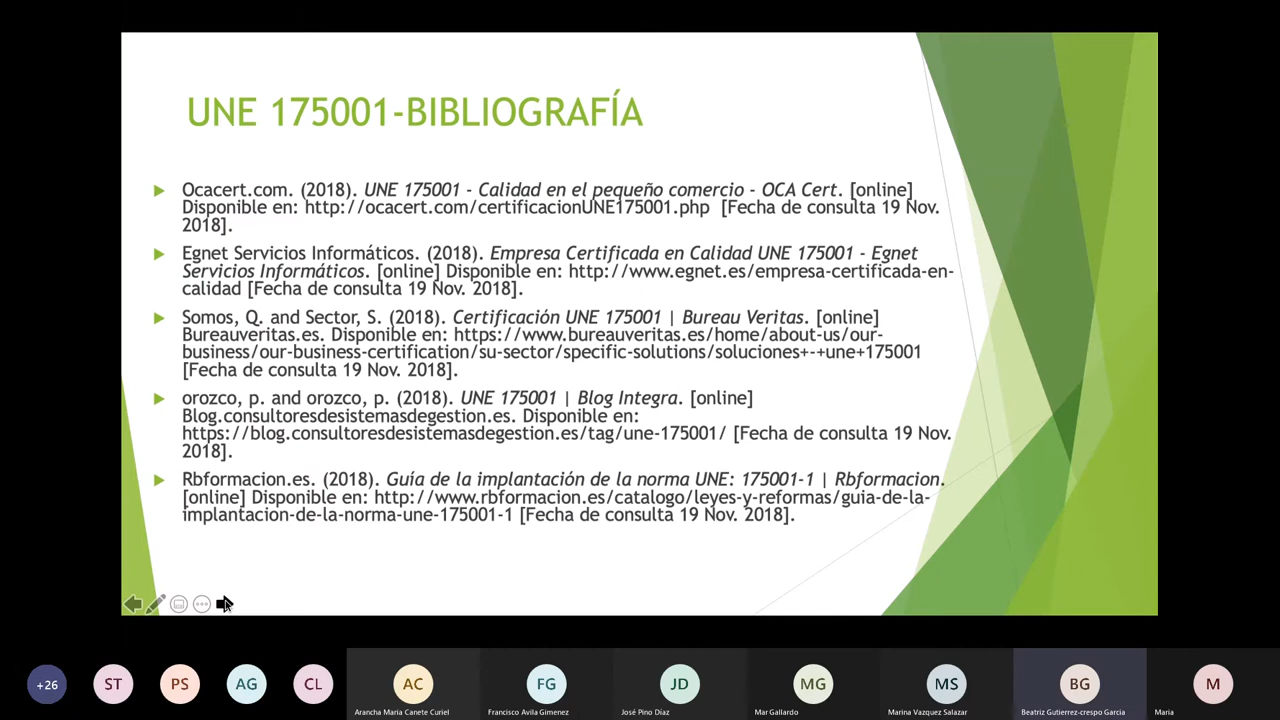 UNE 175001-BIBLIOGRAFÍA
Ocacert.com. (2018). UNE 175001 - Calidad en el pequeño comercio - OCA Cert. [online]
Disponible en: http://ocacert.com/certificacionUNE175001.php [Fecha de consulta 19 Nov.
2018].
Egnet Servicios Informáticos. (2018). Empresa Certificada en Calidad UNE 175001 - Egnet
Servicios Informáticos. [online] Disponible en: http://www.egnet.es/empresa-certificada-en-
calidad [Fecha de consulta 19 Nov. 2018].
Somos, Q. and Sector, S. (2018). Certificación UNE 175001 | Bureau Veritas. [online]
Bureauveritas.es. Disponible en: https://www.bureauveritas.es/home/about-us/our-
business/our-business-certification/su-sector/specific-solutions/soluciones+-+une+175001
[Fecha de consulta 19 Nov. 2018].
orozco, p. and orozco, p. (2018). UNE 175001 | Blog Integra. [online]
Blog.consultoresdesistemasdegestion.es. Disponible en:
https://blog.consultoresdesistemasdegestion.es/tag/une-175001/ [Fecha de consulta 19 Nov.
2018].
Rbformacion.es. (2018). Guía de la implantación de la norma UNE: 175001-1 | Rbformacion.
[online] Disponible en: http://www.rbformacion.es/catalogo/leyes-y-reformas/guia-de-la-
implantacion-de-la-norma-une-175001-1 [Fecha de consulta 19 Nov. 2018].
+26 ST PS AG CL AC FG JD MG MS BG M
Arancha Maria Canete Curiel Francisco Avila Gimenez José Pino Díaz Mar Gallardo Marina Vazquez Salazar Beatriz Gutierrez-crespo Garcia Maria